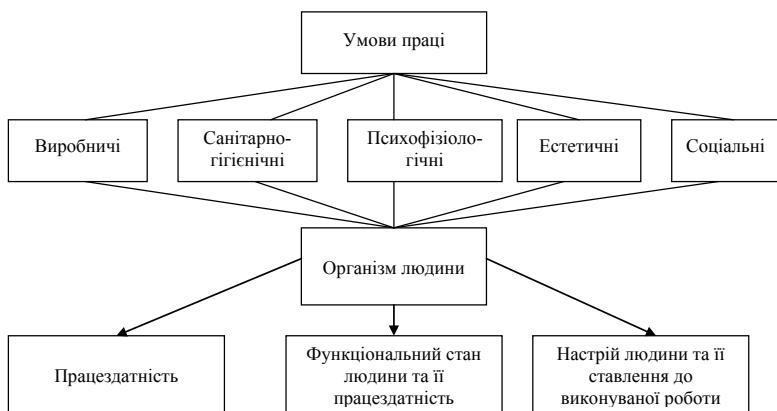 Умови праці
Виробничі
Санітарно-
гігієнічні
Психофізіоло-
гічні
Естетичні
Соціальні
Організм людини
Працездатність
Функціональний стан
людини та її
працездатність
Настрій людини та її
ставлення до
виконуваної роботи